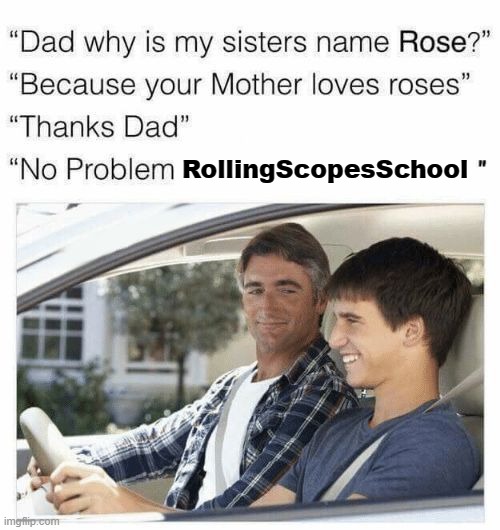 “Dad why is my sisters name Rose?”
“Because your Mother loves roses”
“Thanks Dad”
“No Problem RollingScopesSchool "
imgflip.com